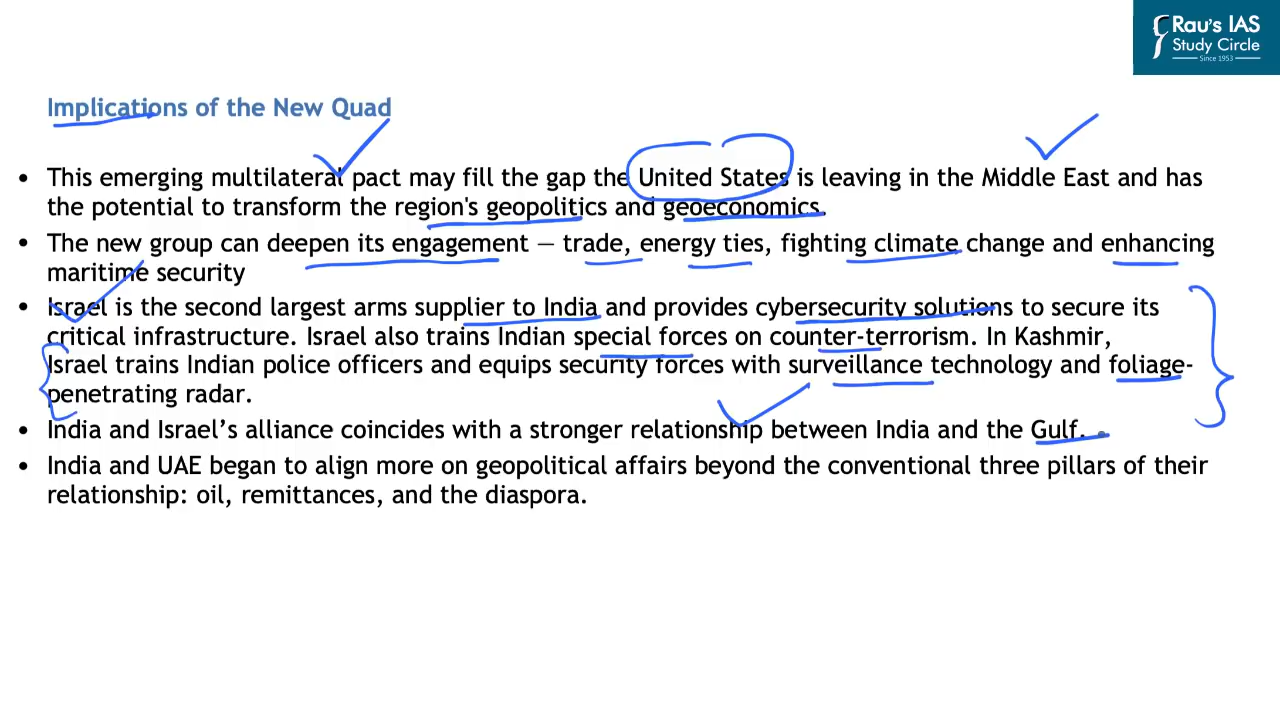 Rau's IAS
Study Circle
Since 1953
Implications of the New Quad
• This emerging multilateral pact may fill the gap the United States is leaving in the Middle East and has
the potential to transform the region's geopolitics and geoeconomics.
• The new group can deepen its engagement — trade, energy ties, fighting climate change and enhancing
maritime security
• Israel is the second largest arms supplier to India and provides cybersecurity solutions to secure its
critical infrastructure. Israel also trains Indian special forces on counter-terrorism. In Kashmir,
Israel trains Indian police officers and equips security forces with surveillance technology and foliage-
penetrating radar.
• India and Israel’s alliance coincides with a stronger relationship between India and the Gulf.
• India and UAE began to align more on geopolitical affairs beyond the conventional three pillars of their
relationship: oil, remittances, and the diaspora.